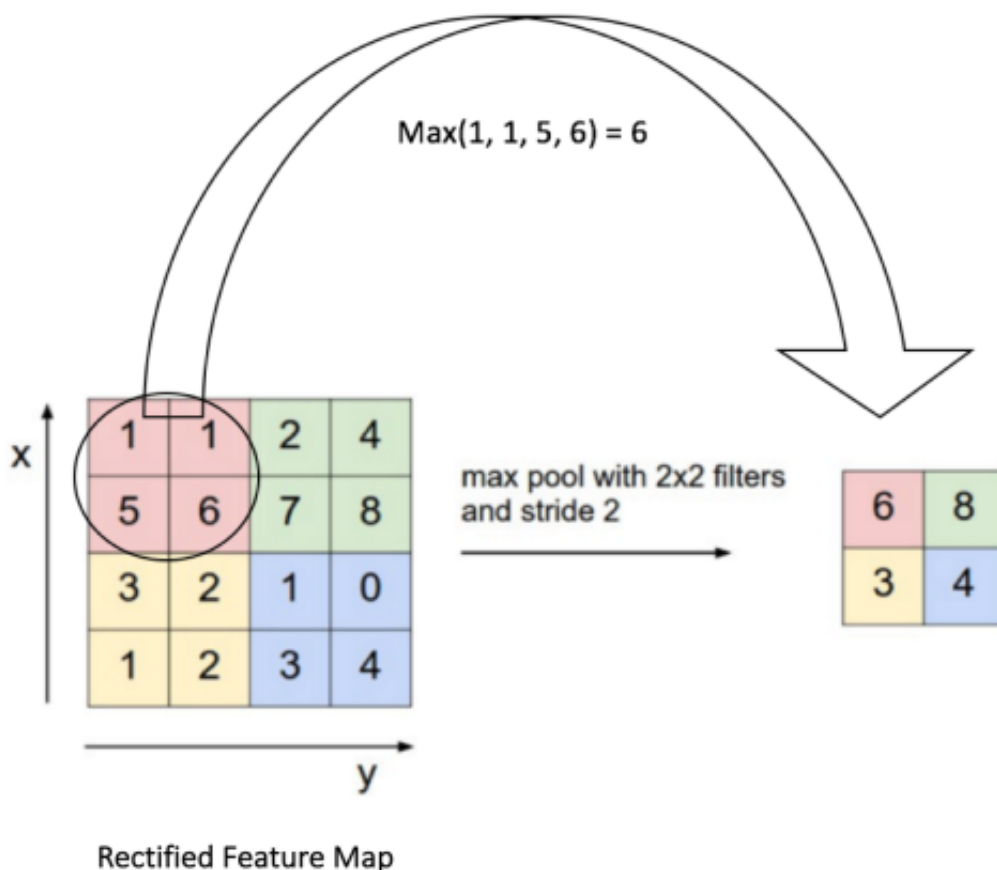 Max(1, 1, 5, 6) = 6
x
1 1 2 4
5 6 7 8
3 2 1 0
1 2 3 4
y
max pool with 2x2 filters
and stride 2
6 8
3 4
Rectified Feature Map